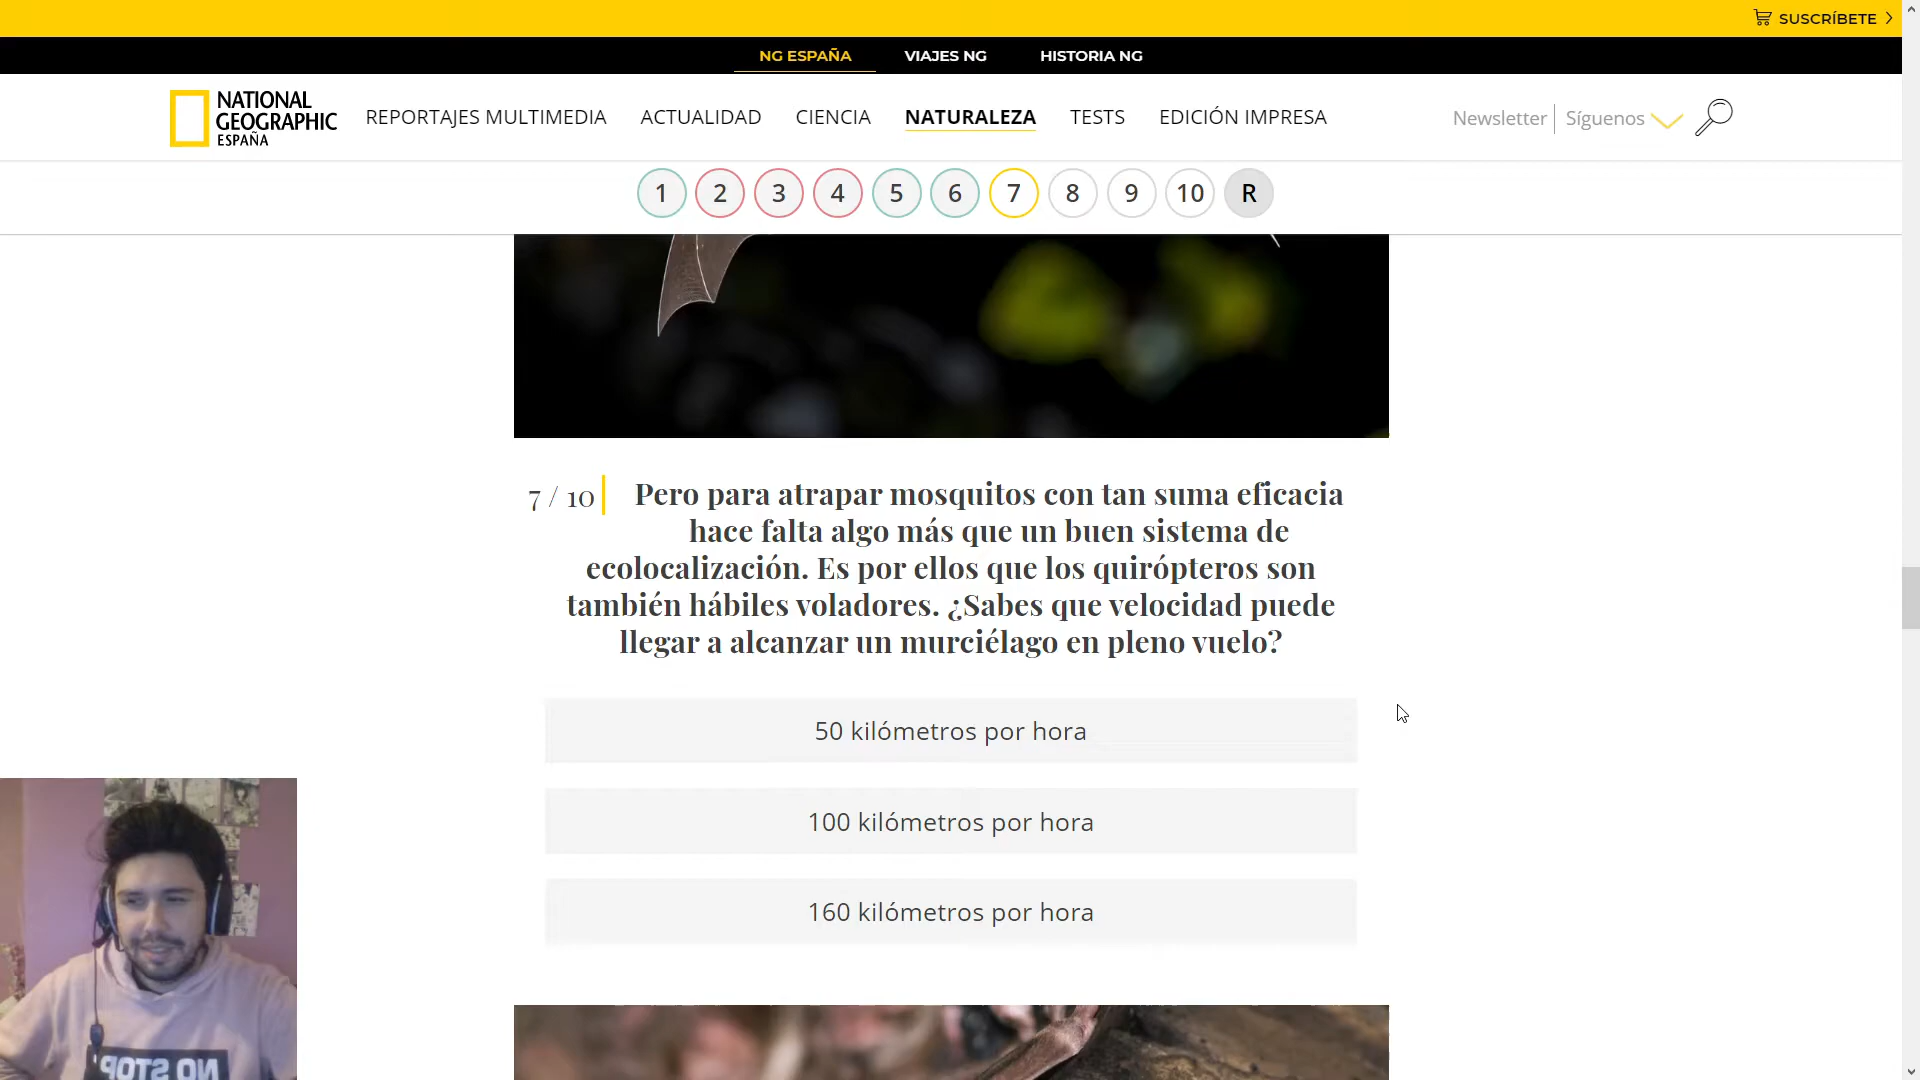 SUSCRÍBETE
NG ESPAÑA VIAJES NG HISTORIA NG
NATIONAL
GEOGRAPHIC
ESPAÑA
REPORTAJES MULTIMEDIA ACTUALIDAD CIENCIA NATURALEZA TESTS EDICIÓN IMPRESA
Newsletter Síguenos
1 2 3 4 5 6 7 8 9 10 R
7 / 10
Pero para atrapar mosquitos con tan suma eficacia
hace falta algo más que un buen sistema de
ecolocalización. Es por ellos que los quirópteros son
también hábiles voladores. ¿Sabes que velocidad puede
llegar a alcanzar un murciélago en pleno vuelo?
50 kilómetros por hora
100 kilómetros por hora
160 kilómetros por hora
NO STOP